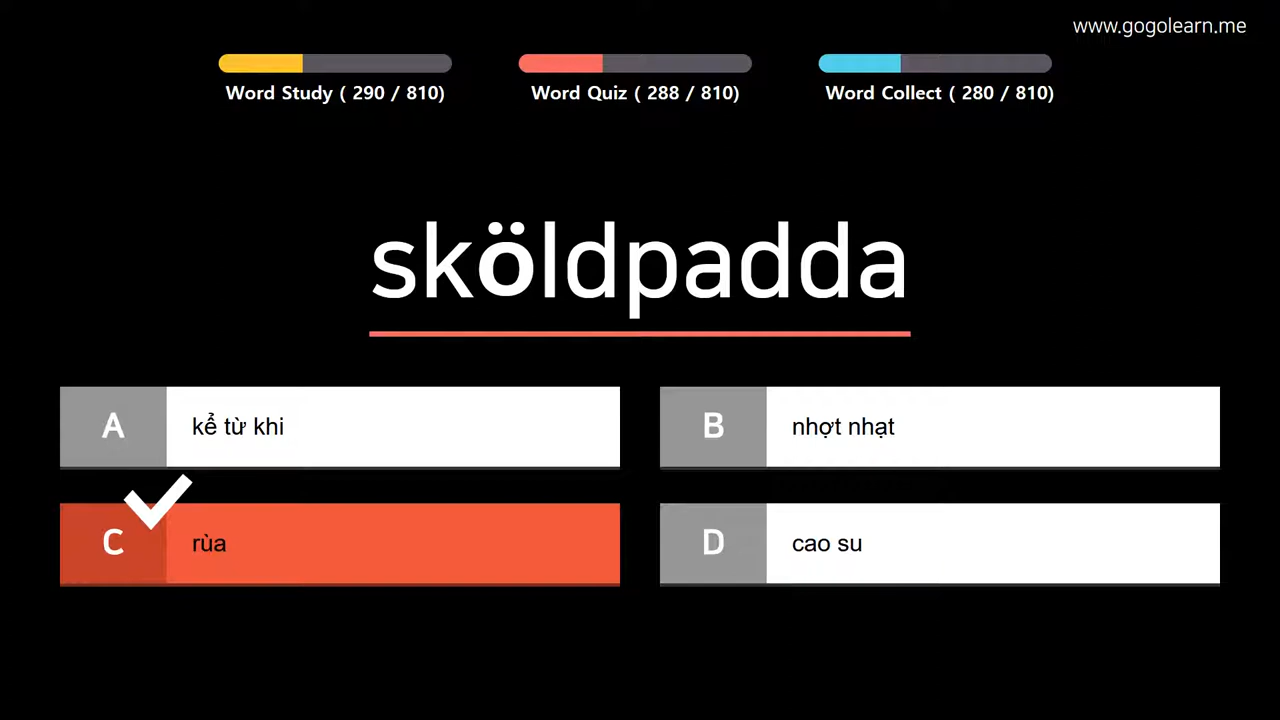 www.gogolearn.me
Word Study ( 290 / 810)
Word Quiz ( 288 / 810)
Word Collect ( 280 / 810)
sköldpadda
A kể từ khi
B nhợt nhạt
C rùa
D cao su